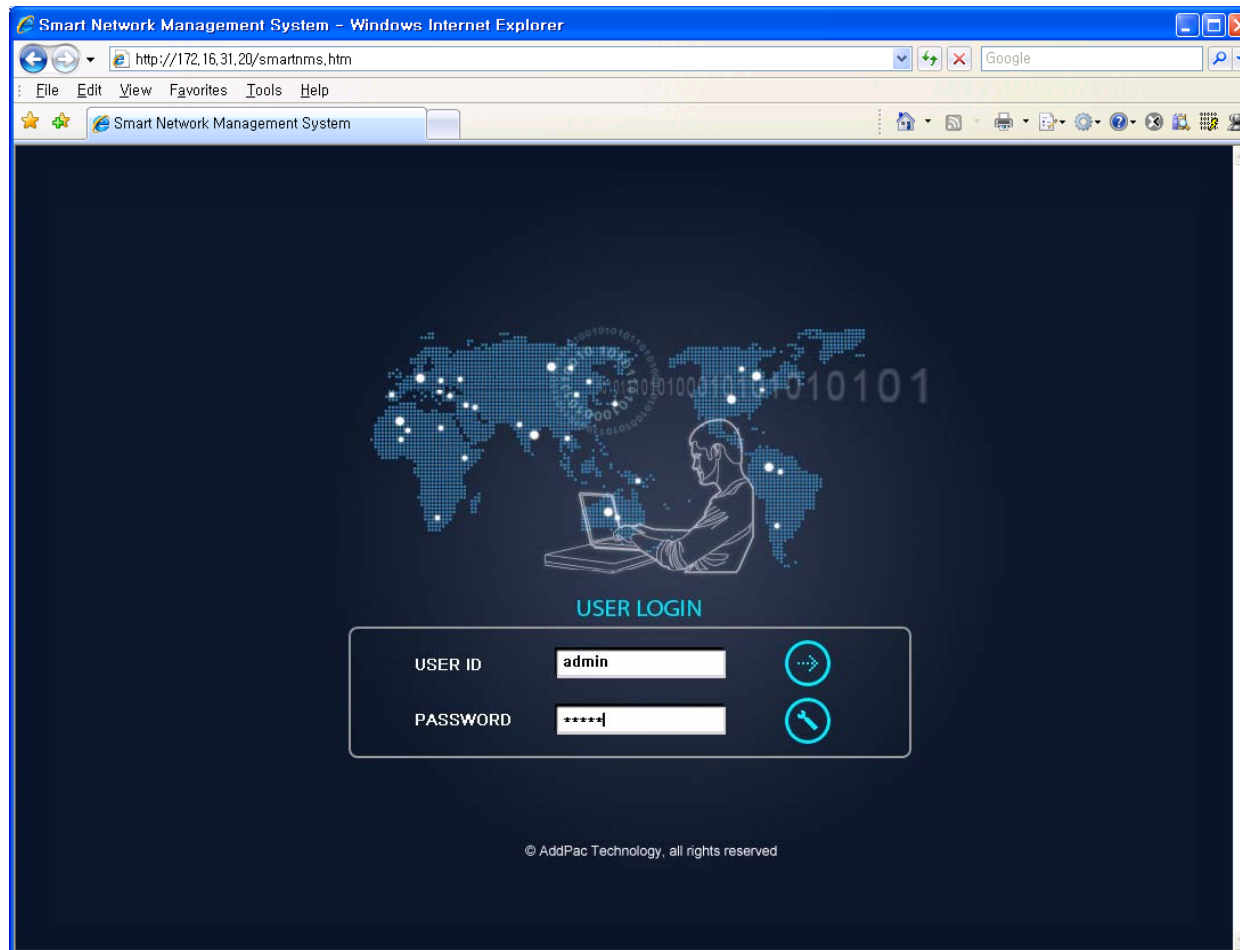 Smart Network Management System - Windows Internet Explorer
http://172,16,31,20/smartnms,htm
Google
File Edit View Favorites Tools Help
Smart Network Management System
010101
USER LOGIN
USER ID
admin
PASSWORD
*****
© AddPac Technology, all rights reserved